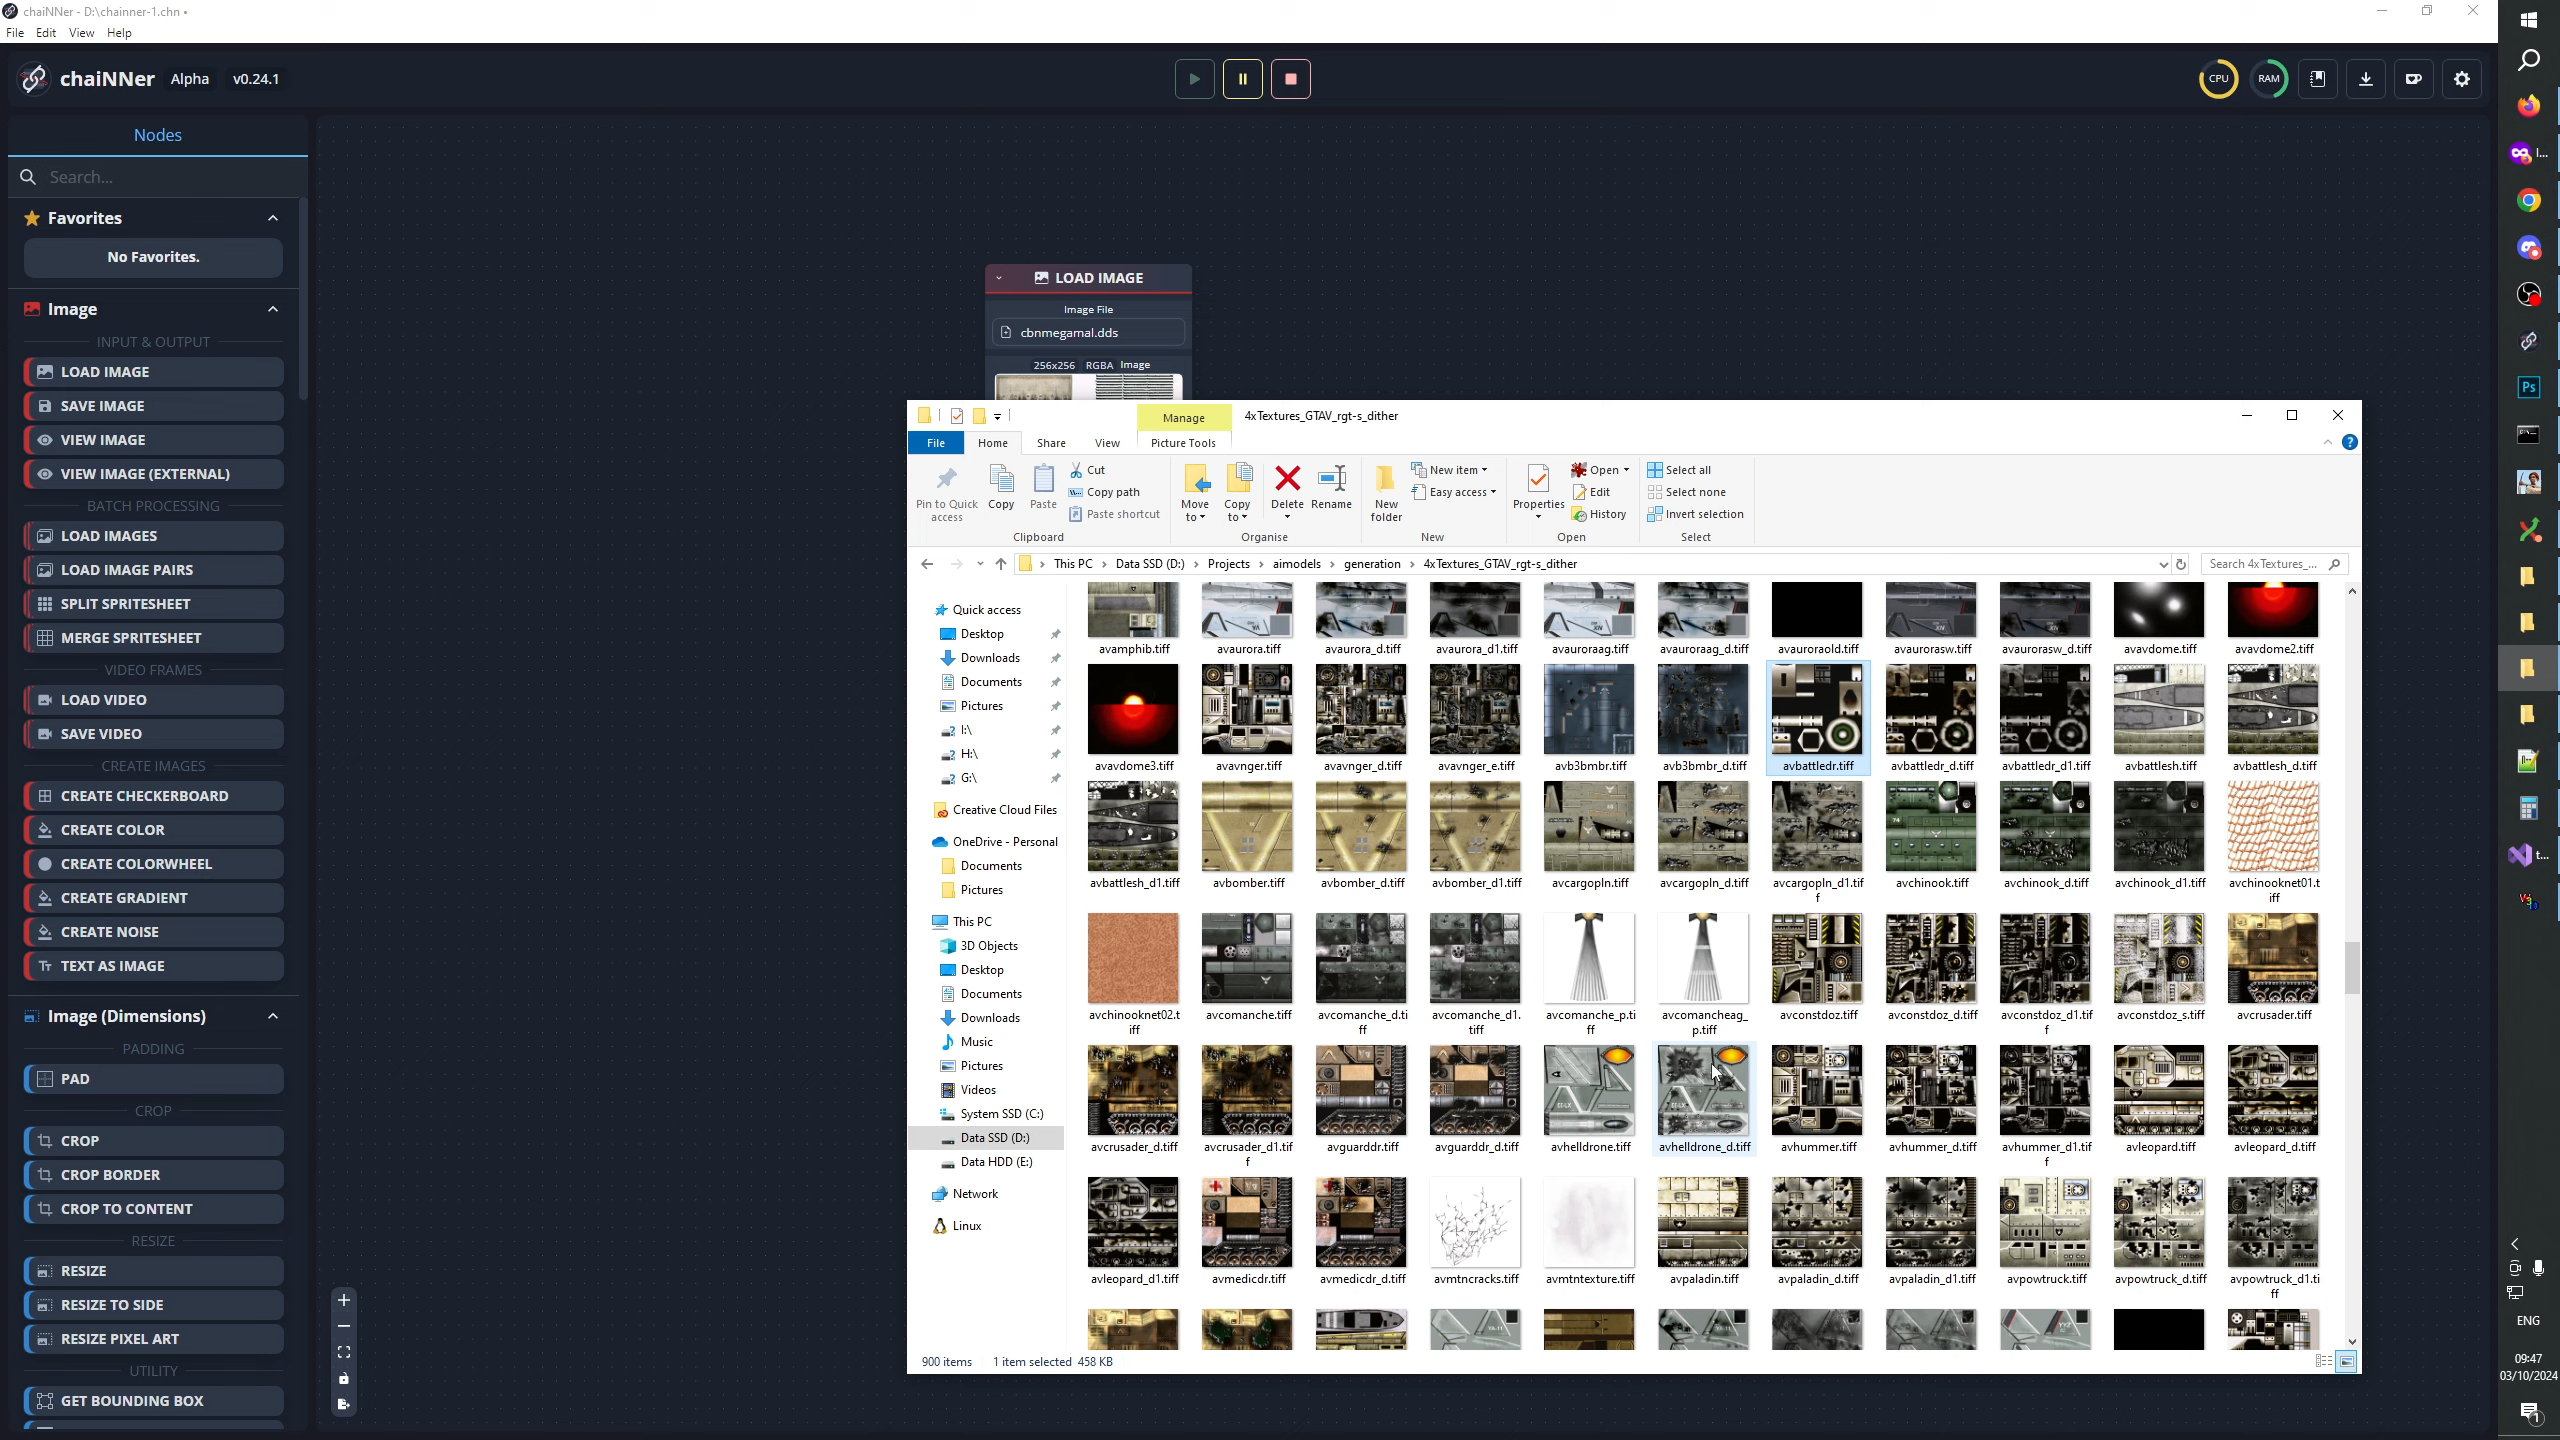 chaiNNer - D:\chainner-1.chn •
File Edit View Help
chaiNNer Alpha v0.24.1
CPU RAM
Nodes
Search...
Favorites
No Favorites.
Image
INPUT & OUTPUT
LOAD IMAGE
SAVE IMAGE
VIEW IMAGE
VIEW IMAGE (EXTERNAL)
BATCH PROCESSING
LOAD IMAGES
LOAD IMAGE PAIRS
SPLIT SPRITESHEET
MERGE SPRITESHEET
VIDEO FRAMES
LOAD VIDEO
SAVE VIDEO
CREATE IMAGES
CREATE CHECKERBOARD
CREATE COLOR
CREATE COLORWHEEL
CREATE GRADIENT
CREATE NOISE
TEXT AS IMAGE
Image (Dimensions)
PADDING
PAD
CROP
CROP
CROP BORDER
CROP TO CONTENT
RESIZE
RESIZE
RESIZE TO SIDE
RESIZE PIXEL ART
UTILITY
GET BOUNDING BOX
LOAD IMAGE
Image File
cbnmegamal.dds
256x256 RGBA Image
Manage 4xTextures_GTAV_rgt-s_dither
File Home Share View Picture Tools
Pin to Quick access
Copy
Paste
Cut
Copy path
Paste shortcut
Clipboard
Move to
Copy to
Delete
Rename
Organise
New folder
New item
Easy access
New
Properties
Open
Edit
History
Open
Select all
Select none
Invert selection
Select
This PC › Data SSD (D:) › Projects › aimodels › generation › 4xTextures_GTAV_rgt-s_dither
Search 4xTextures_...
Quick access
Desktop
Downloads
Documents
Pictures
I:\
H:\
G:\
Creative Cloud Files
OneDrive - Personal
Documents
Pictures
This PC
3D Objects
Desktop
Documents
Downloads
Music
Pictures
Videos
System SSD (C:)
Data SSD (D:)
Data HDD (E:)
Network
Linux
avamphib.tiff avaurora.tiff avaurora_d.tiff avaurora_d1.tiff avauroraag.tiff avauroraag_d.tiff avauroraold.tiff avaurorasw.tiff avaurorasw_d.tiff avavdome.tiff avavdome2.tiff
avavdome3.tiff avavnger.tiff avavnger_d.tiff avavnger_e.tiff avb3bmbr.tiff avb3bmbr_d.tiff avbattledr.tiff avbattledr_d.tiff avbattledr_d1.tiff avbattlesh.tiff avbattlesh_d.tiff
avbattlesh_d1.tiff avbomber.tiff avbomber_d.tiff avbomber_d1.tiff avcargopln.tiff avcargopln_d.tiff avcargopln_d1.tiff avchinook.tiff avchinook_d.tiff avchinook_d1.tiff avchinooknet01.tiff
avchinooknet02.tiff avcomanche.tiff avcomanche_d.tiff avcomanche_d1.tiff avcomanche_p.tiff avcomancheag_p.tiff avconstdoz.tiff avconstdoz_d.tiff avconstdoz_d1.tiff avconstdoz_s.tiff avcrusader.tiff
avcrusader_d.tiff avcrusader_d1.tiff avguarddr.tiff avguarddr_d.tiff avhelldrone.tiff avhelldrone_d.tiff avhummer.tiff avhummer_d.tiff avhummer_d1.tiff avleopard.tiff avleopard_d.tiff
avleopard_d1.tiff avmedicdr.tiff avmedicdr_d.tiff avmtncracks.tiff avmtntexture.tiff avpaladin.tiff avpaladin_d.tiff avpaladin_d1.tiff avpowtruck.tiff avpowtruck_d.tiff avpowtruck_d1.tiff
900 items 1 item selected 458 KB
Ps
ENG
09:47
03/10/2024
1